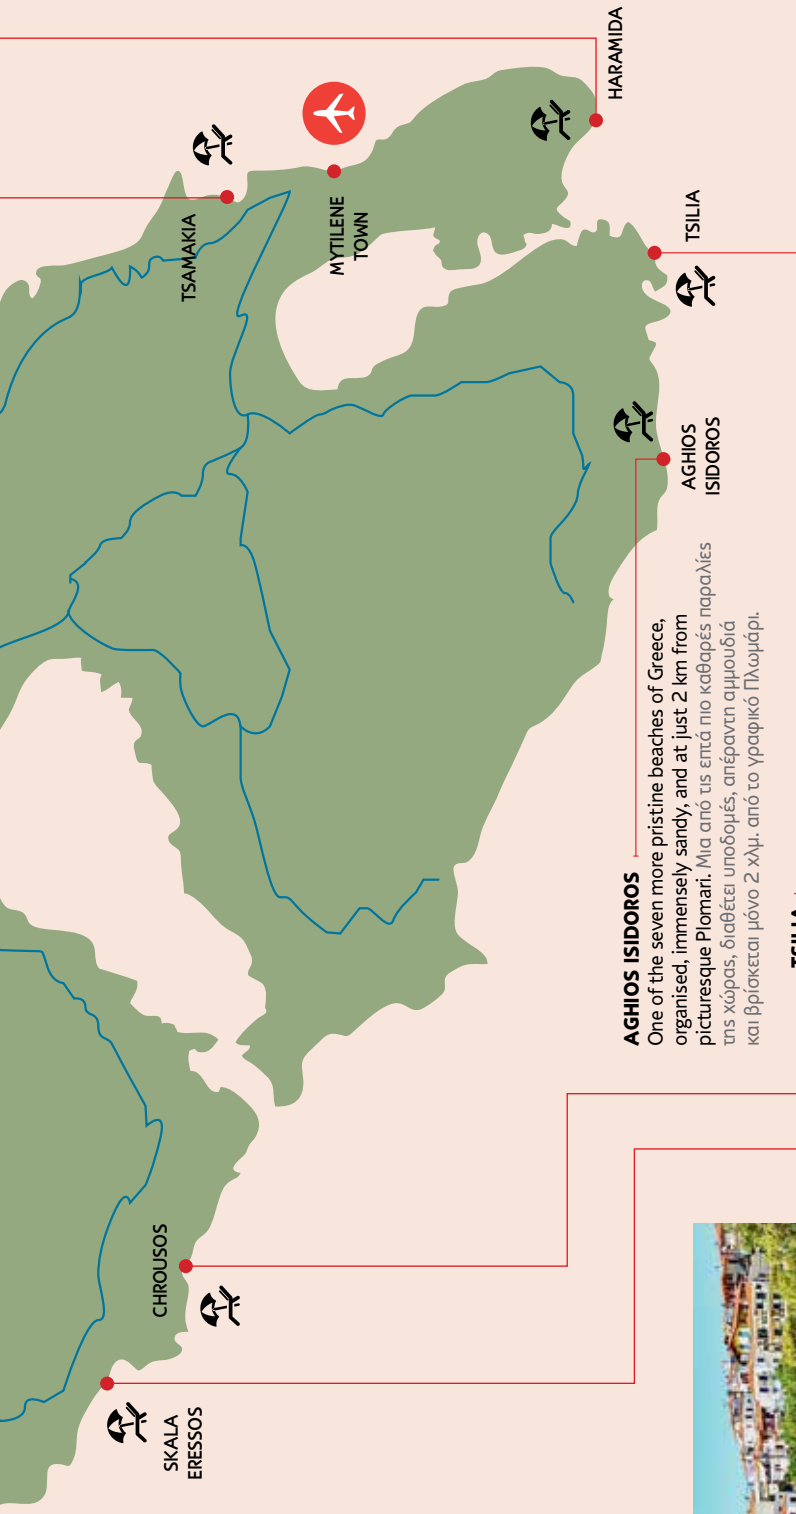 CHROUSOS
SKALA
ERESSOS
TSAMAKIA
MYTILENE
TOWN
HARAMIDA
TSILIA
AGHIOS
ISIDOROS
AGHIOS ISIDOROS
One of the seven more pristine beaches of Greece,
organised, immensely sandy, and at just 2 km from
picturesque Plomari. Μια από τις επτά πιο καθαρές παραλίες
της χώρας, διαθέτει υποδομές, απέραντη αμμουδιά
και βρίσκεται μόνο 2 χλμ. από το γραφικό Πλωμάρι.